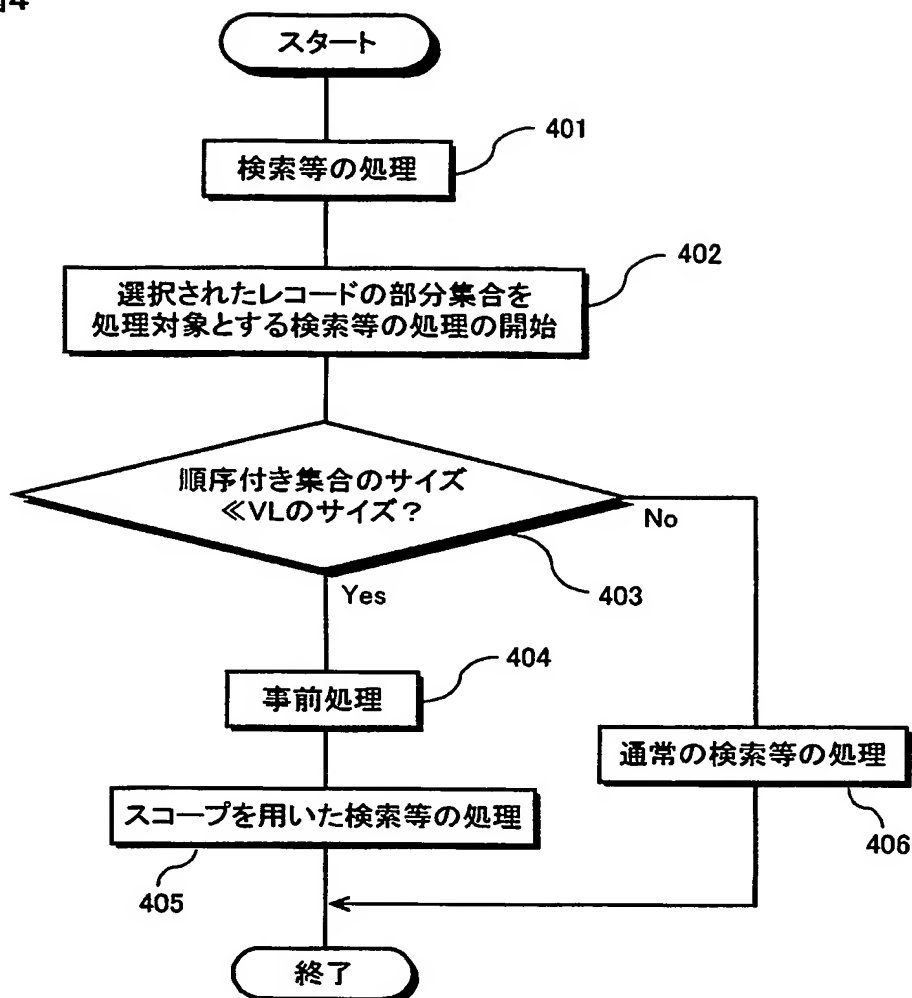 図4
スタート
401
検索等の処理
402
選択されたレコードの部分集合を
処理対象とする検索等の処理の開始
順序付き集合のサイズ
≪VLのサイズ？
No
Yes
403
404
事前処理
通常の検索等の処理
スコープを用いた検索等の処理
406
405
終了